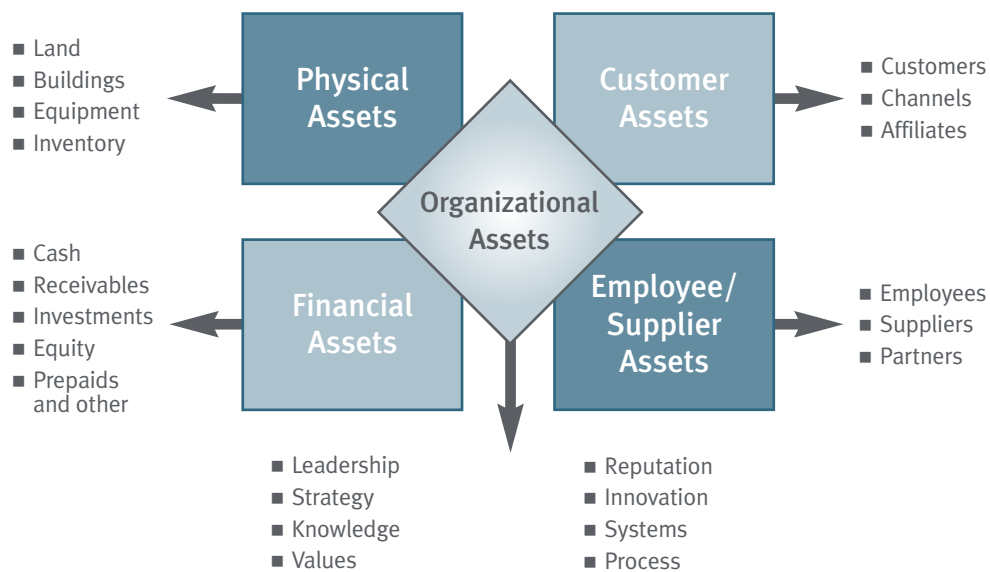 Land
Buildings
Equipment
Inventory
Physical
Assets
Customer
Assets
Customers
Channels
Affiliates
Organizational
Assets
Cash
Receivables
Investments
Equity
Prepaids
and other
Financial
Assets
Employee/
Supplier
Assets
Employees
Suppliers
Partners
Leadership
Strategy
Knowledge
Values
Reputation
Innovation
Systems
Process